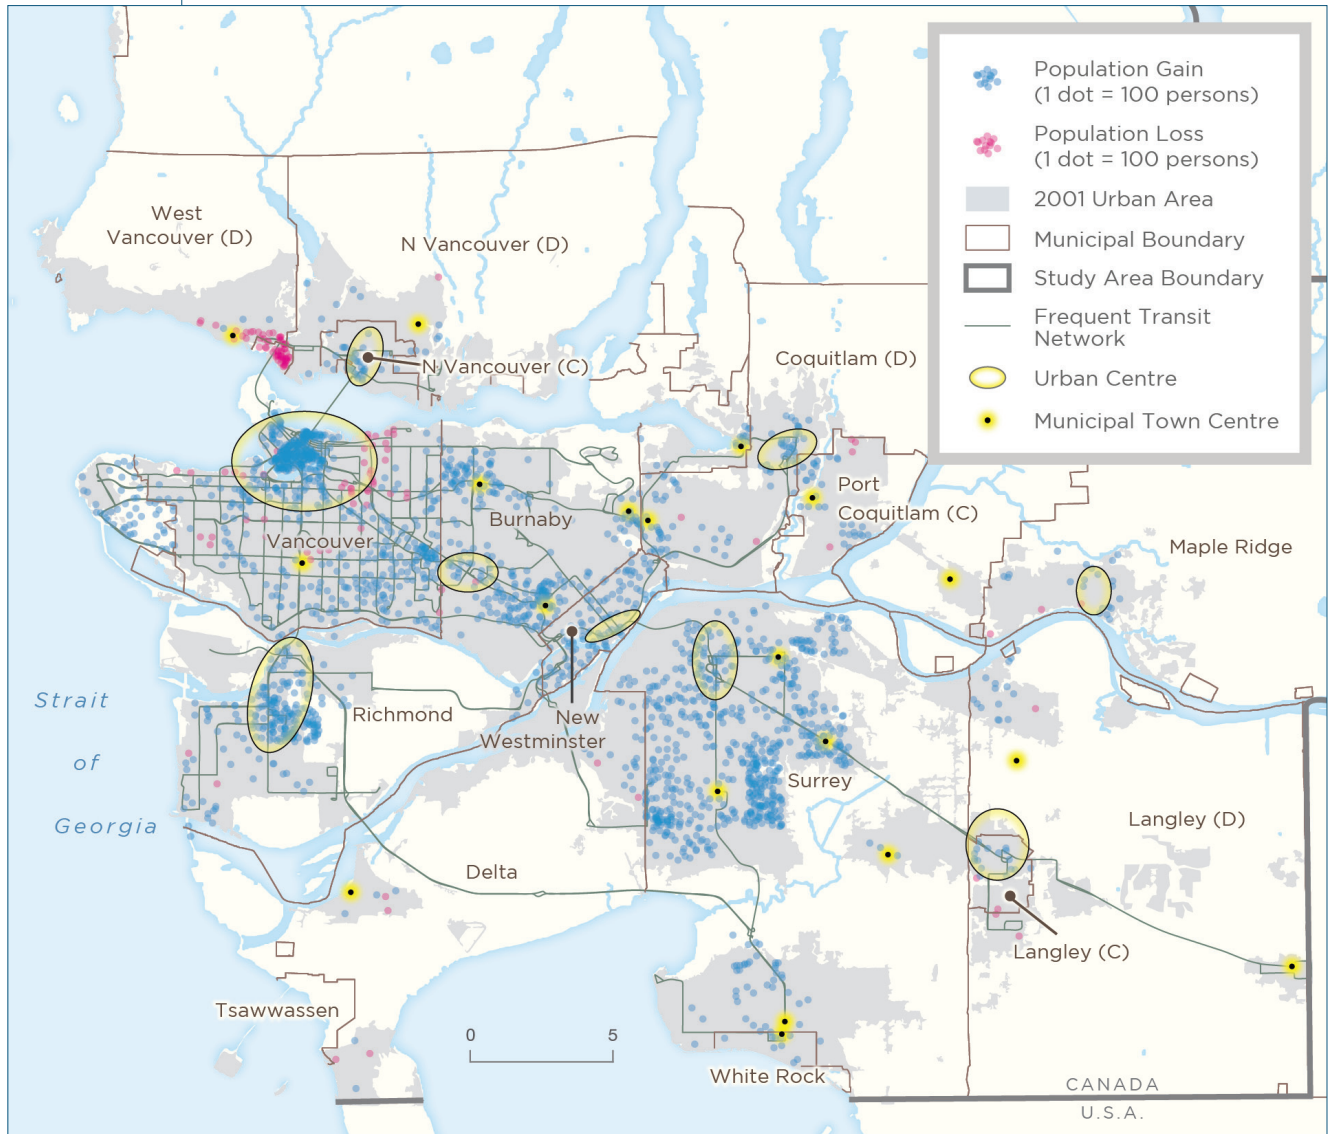 Population Gain
(1 dot = 100 persons)
Population Loss
(1 dot = 100 persons)
2001 Urban Area
Municipal Boundary
Study Area Boundary
Frequent Transit
Network
Urban Centre
Municipal Town Centre
West
Vancouver (D)
N Vancouver (D)
N Vancouver (C)
Coquitlam (D)
Port
Coquitlam (C)
Burnaby
Vancouver
Maple Ridge
Strait
of
Georgia
Richmond
New
Westminster
Surrey
Langley (D)
Delta
Langley (C)
Tsawwassen
0 5
White Rock
CANADA
U.S.A.